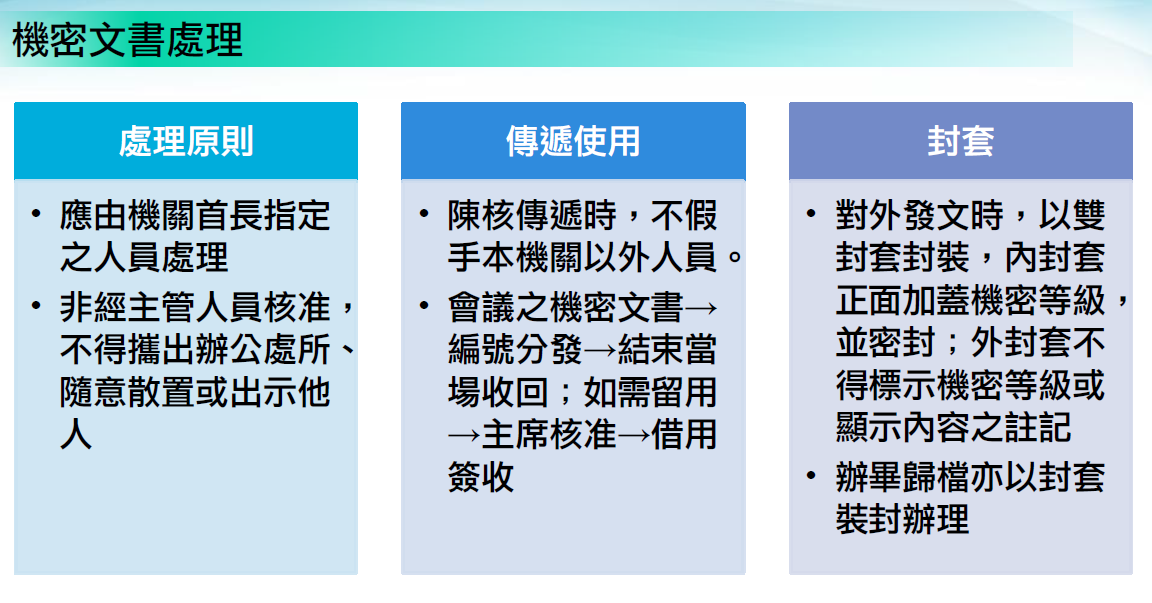 機密文書處理
處理原則
• 應由機關首長指定
之人員處理
• 非經主管人員核准，
不得攜出辦公處所、
隨意散置或出示他
人
傳遞使用
• 陳核傳遞時，不假
手本機關以外人員。
• 會議之機密文書→
編號分發→結束當
場收回；如需留用
→主席核准→借用
簽收
封套
• 對外發文時，以雙
封套封裝，內封套
正面加蓋機密等級，
並密封；外封套不
得標示機密等級或
顯示內容之註記
• 辦畢歸檔亦以封套
裝封辦理